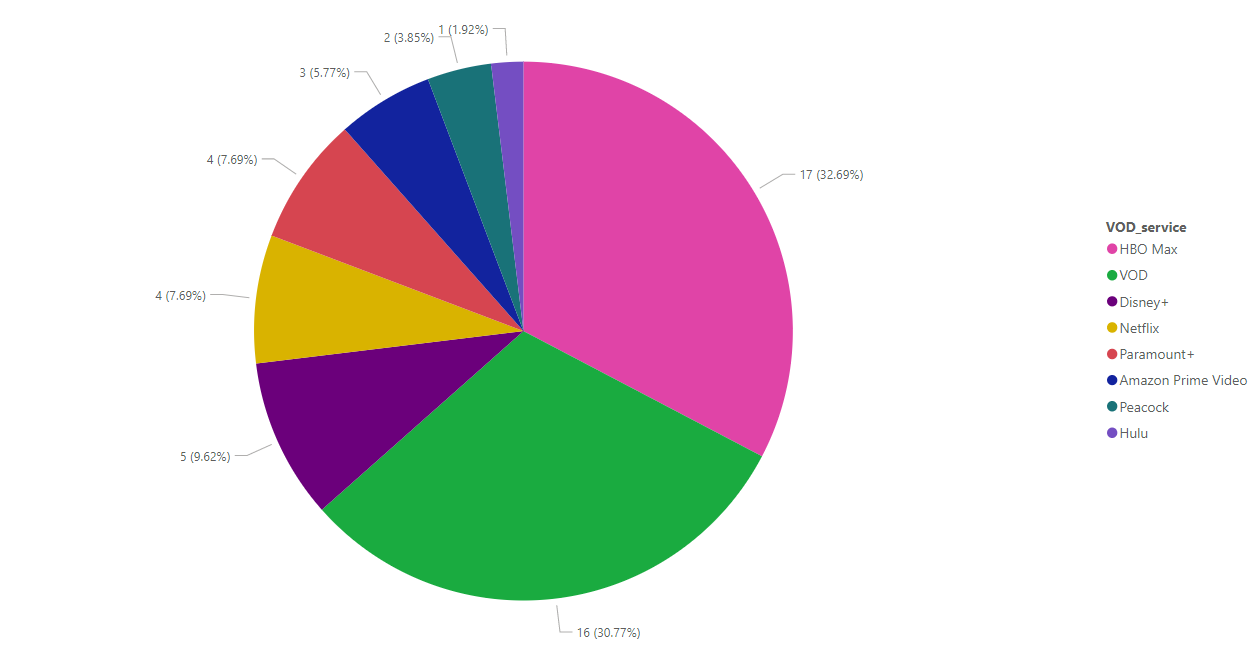 1 (1.92%)
2 (3.85%)
3 (5.77%)
4 (7.69%)
17 (32.69%)
4 (7.69%)
5 (9.62%)
16 (30.77%)
VOD_service
HBO Max
VOD
Disney+
Netflix
Paramount+
Amazon Prime Video
Peacock
Hulu